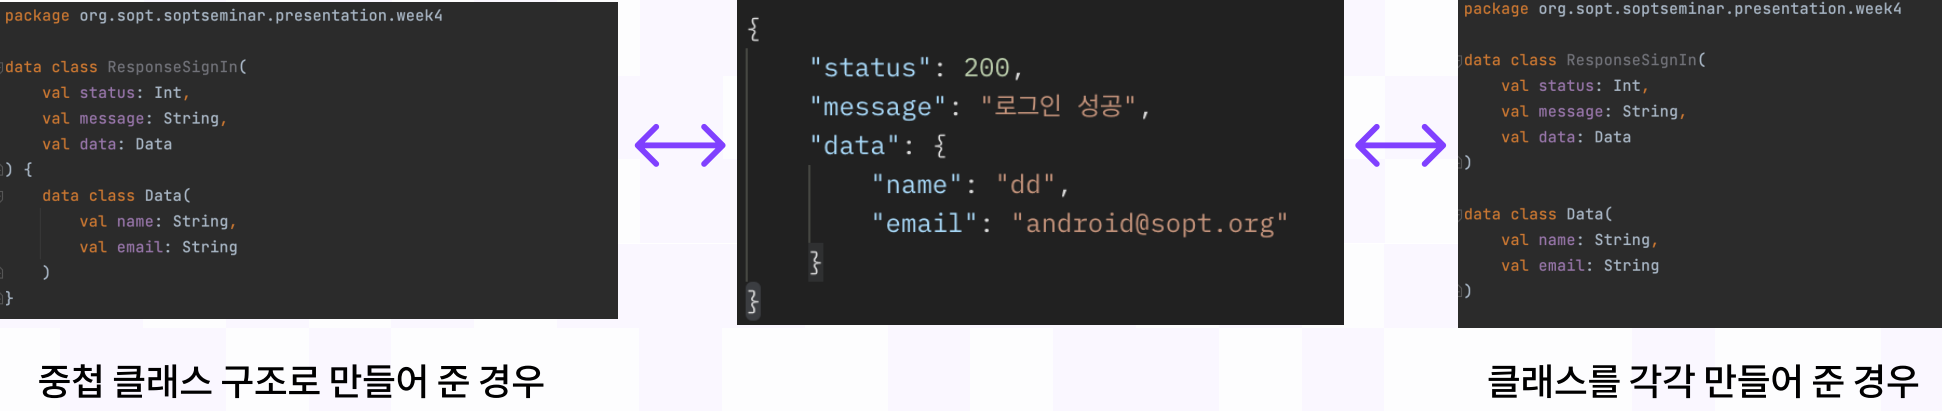 package org.sopt.soptseminar.presentation.week4
data class ResponseSignIn(
val status: Int,
val message: String,
val data: Data
) {
data class Data(
val name: String,
val email: String
)
}
중첩 클래스 구조로 만들어 준 경우
{
"status": 200,
"message": "로그인 성공",
"data": {
"name": "dd",
"email": "android@sopt.org"
}
}
package org.sopt.soptseminar.presentation.week4
data class ResponseSignIn(
val status: Int,
val message: String,
val data: Data
)
data class Data(
val name: String,
val email: String
)
클래스를 각각 만들어 준 경우